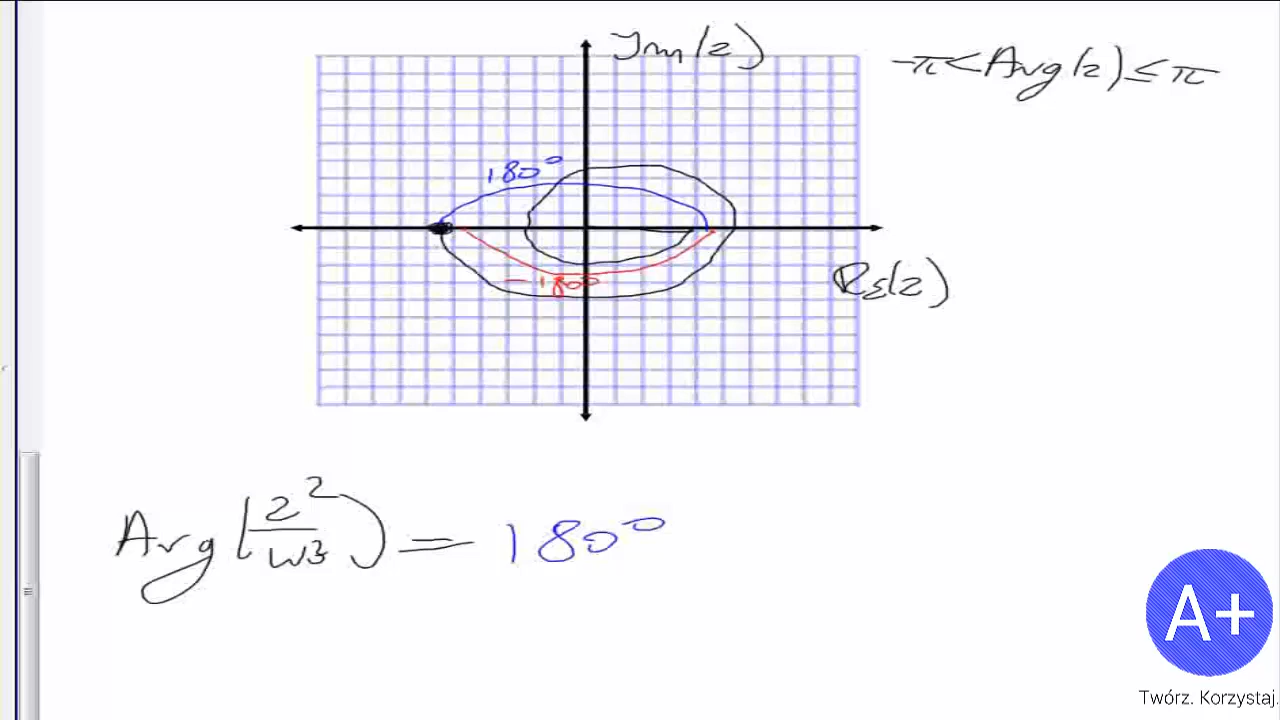 Im(z)
-π < Arg(z) ≤ π
180°
Re(z)
-180°
Arg(z²/w³) = 180°
A+
Twórz. Korzystaj.